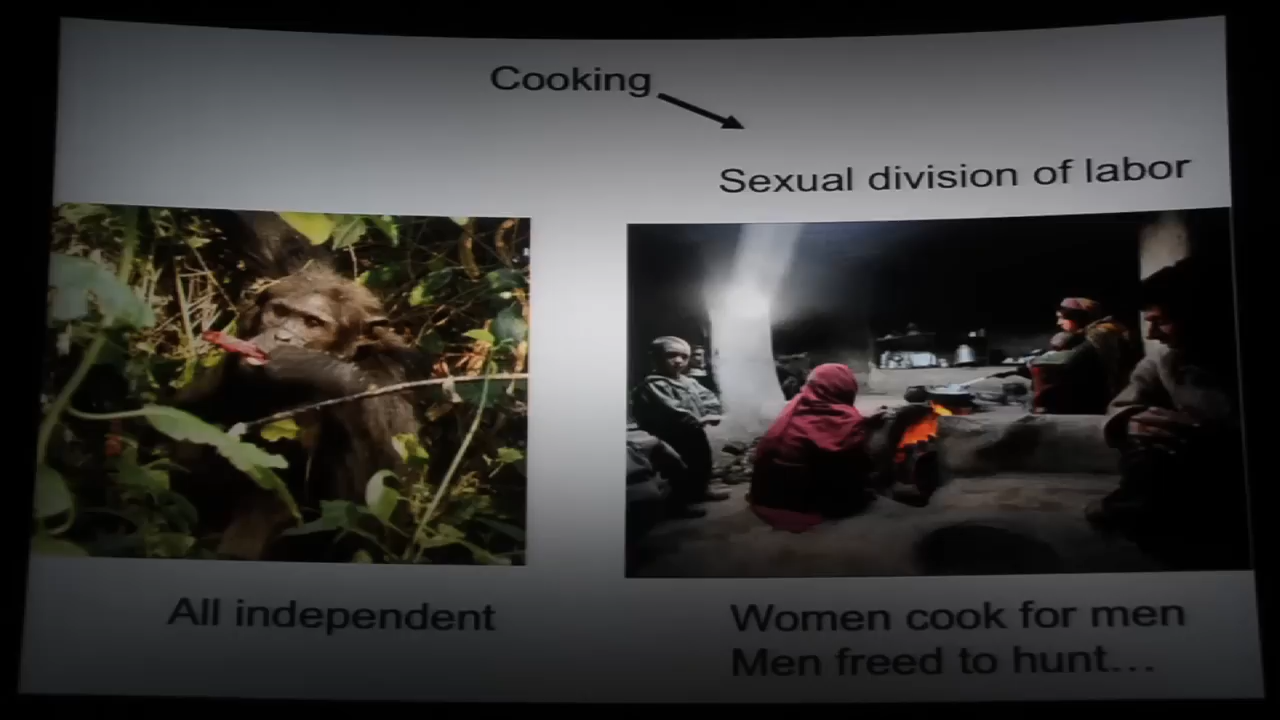 Cooking
Sexual division of labor
All independent
Women cook for men
Men freed to hunt...